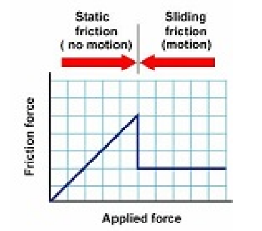 Static
friction
( no motion)
Sliding
friction
(motion)
Friction force
Applied force